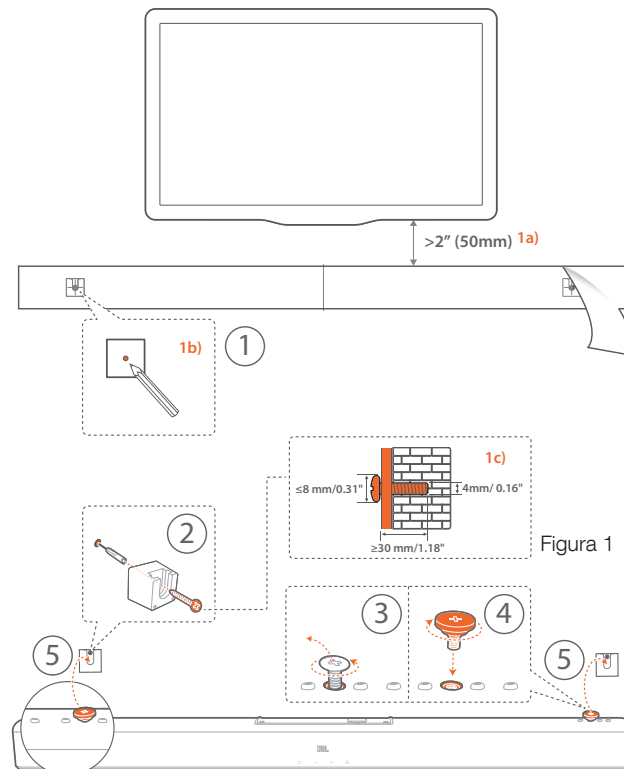 >2" (50mm) 1a)
1b)
1
1c)
≤8 mm/0.31"
4mm/ 0.16"
≥30 mm/1.18"
Figura 1
2
3
4
5
5
JBL